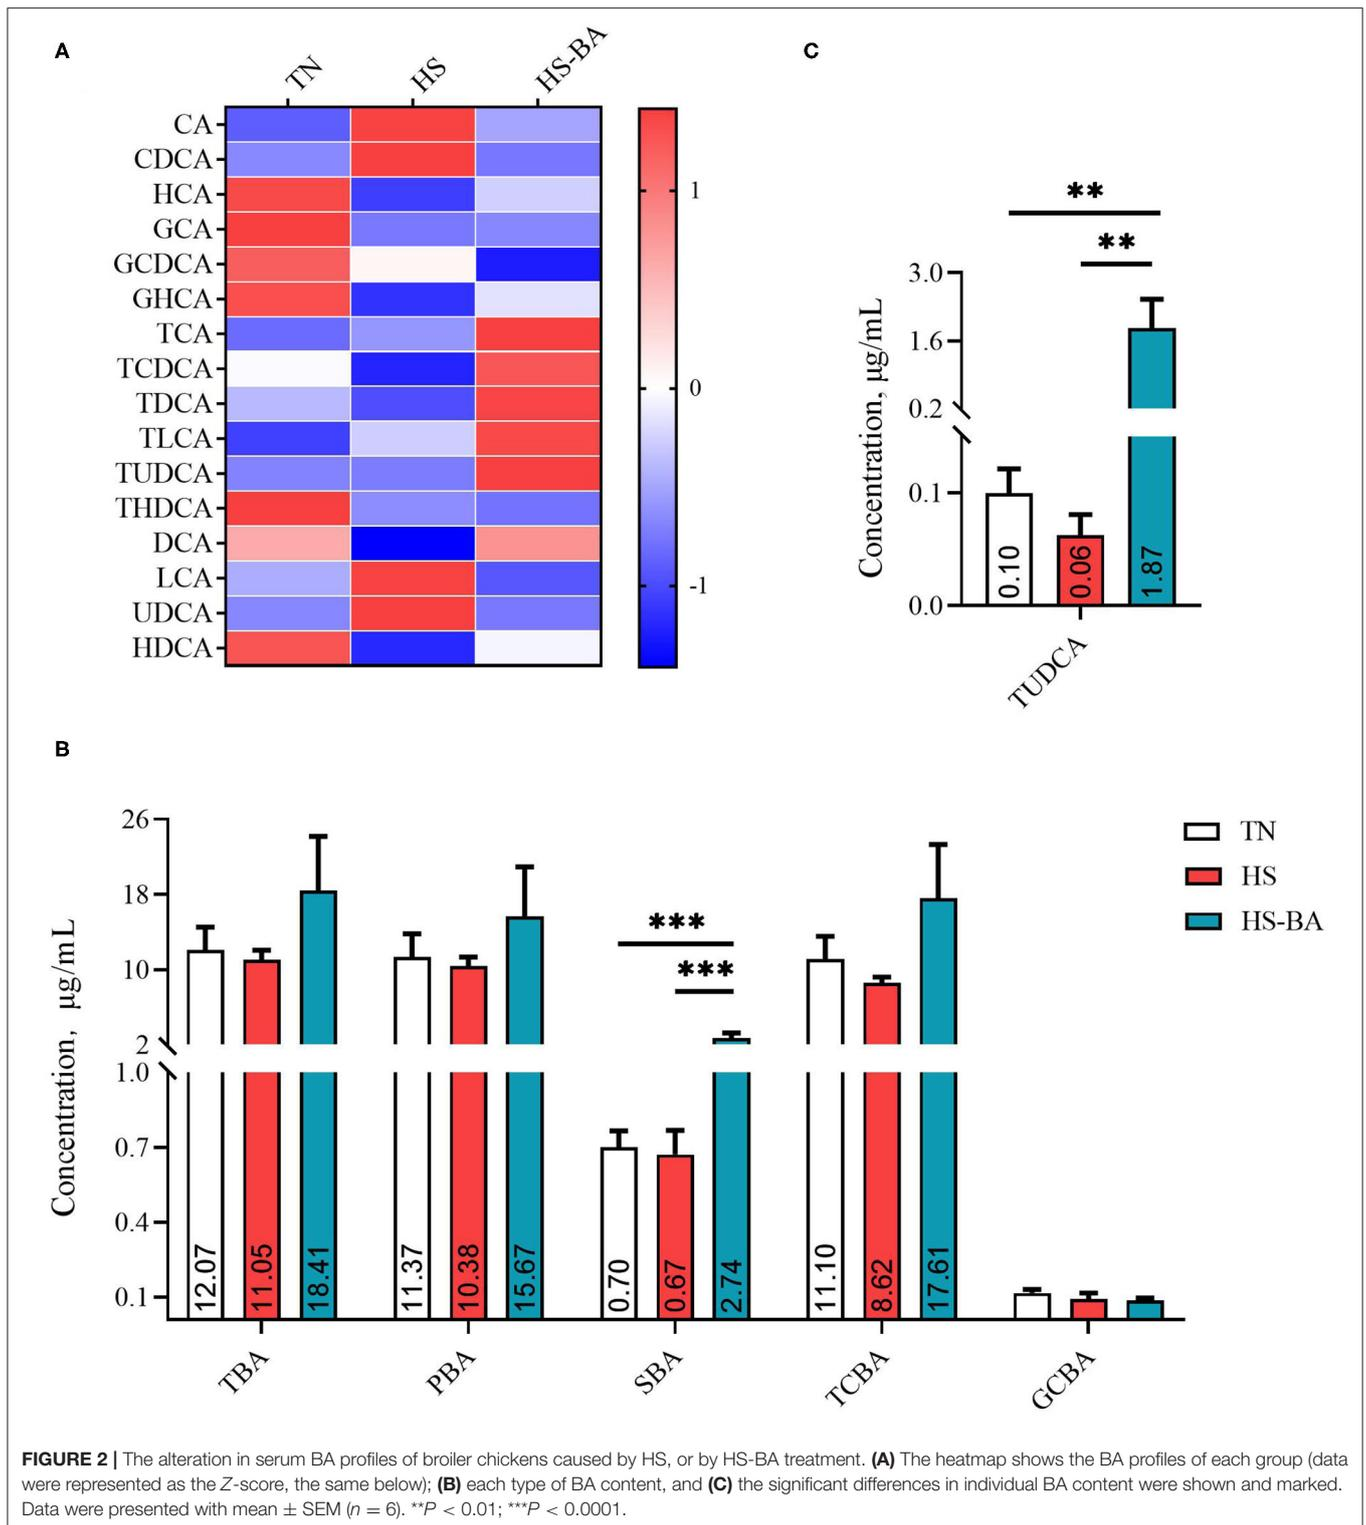 A
TN
HS
HS-BA
CA
CDCA
HCA
GCA
GCDCA
GHCA
TCA
TCDCA
TDCA
TLCA
TUDCA
THDCA
DCA
LCA
UDCA
HDCA
1
0
-1
C
**
**
Concentration, μg/mL
3.0
1.6
0.2
0.1
0.0
0.10
0.06
1.87
TUDCA
B
Concentration, μg/mL
26
18
10
2
1.0
0.7
0.4
0.1
***
***
12.07
11.05
18.41
11.37
10.38
15.67
0.70
0.67
2.74
11.10
8.62
17.61
TBA
PBA
SBA
TCBA
GCBA
TN
HS
HS-BA
FIGURE 2 | The alteration in serum BA profiles of broiler chickens caused by HS, or by HS-BA treatment. (A) The heatmap shows the BA profiles of each group (data
were represented as the Z-score, the same below); (B) each type of BA content, and (C) the significant differences in individual BA content were shown and marked.
Data were presented with mean ± SEM (n = 6). **P < 0.01; ***P < 0.0001.